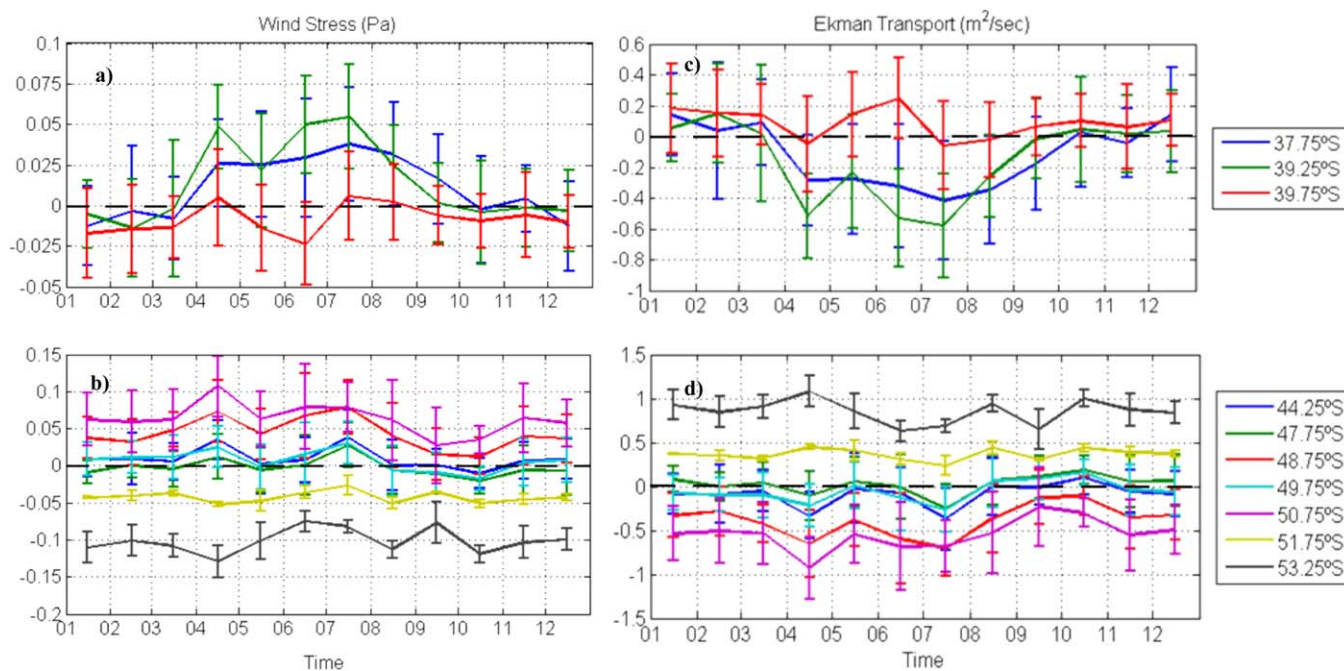 Wind Stress (Pa)
a)
0.1
0.075
0.05
0.025
0
-0.025
-0.05
01 02 03 04 05 06 07 08 09 10 11 12
Ekman Transport (m²/sec)
c)
0.6
0.4
0.2
0
-0.2
-0.4
-0.6
-0.8
-1
01 02 03 04 05 06 07 08 09 10 11 12
37.75ºS
39.25ºS
39.75ºS
b)
0.15
0.1
0.05
0
-0.05
-0.1
-0.15
-0.2
01 02 03 04 05 06 07 08 09 10 11 12
Time
d)
1.5
1
0.5
0
-0.5
-1
-1.5
01 02 03 04 05 06 07 08 09 10 11 12
Time
44.25ºS
47.75ºS
48.75ºS
49.75ºS
50.75ºS
51.75ºS
53.25ºS